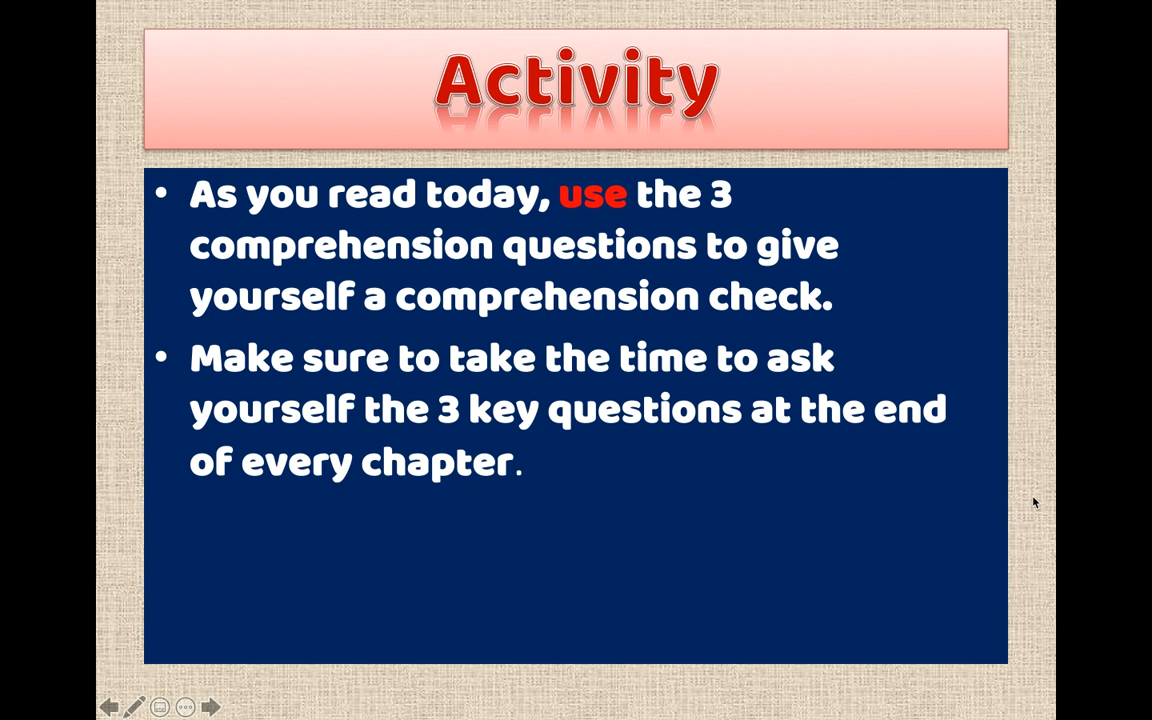 Activity
• As you read today, use the 3
comprehension questions to give
yourself a comprehension check.
• Make sure to take the time to ask
yourself the 3 key questions at the end
of every chapter.